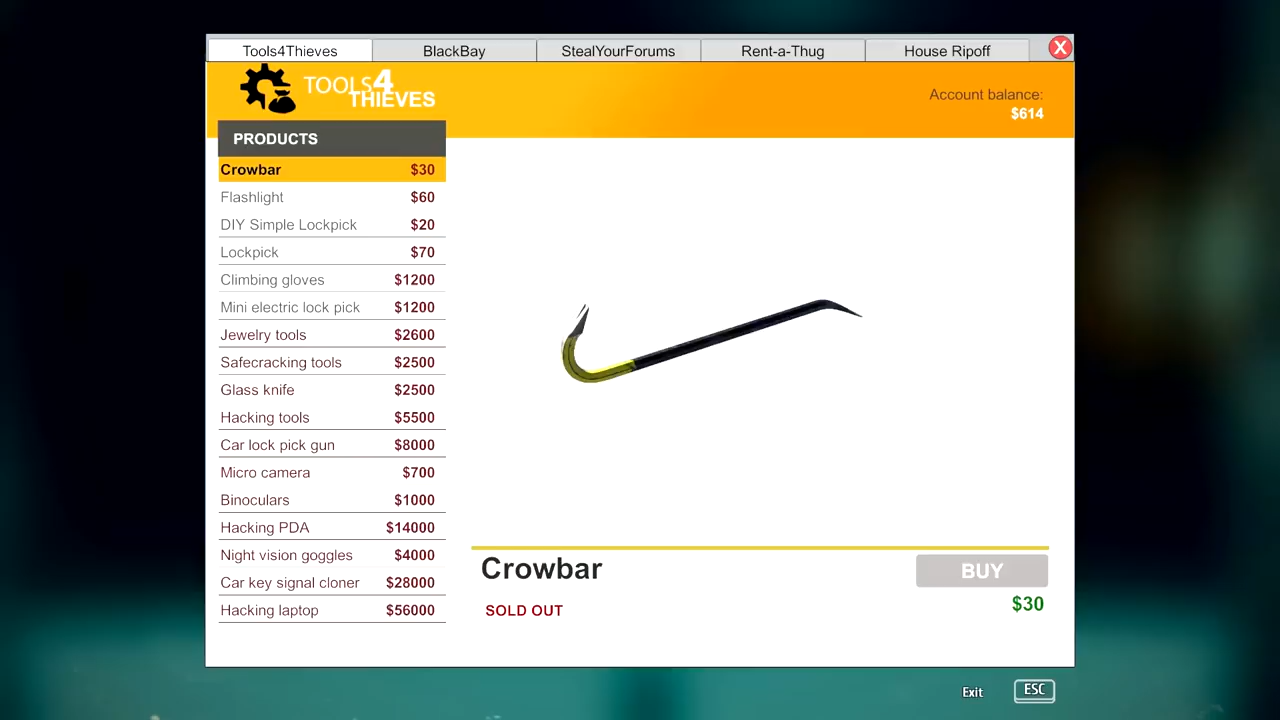 Tools4Thieves BlackBay StealYourForums Rent-a-Thug House Ripoff X
TOOLS4
THIEVES
Account balance:
$614
PRODUCTS
Crowbar $30
Flashlight $60
DIY Simple Lockpick $20
Lockpick $70
Climbing gloves $1200
Mini electric lock pick $1200
Jewelry tools $2600
Safecracking tools $2500
Glass knife $2500
Hacking tools $5500
Car lock pick gun $8000
Micro camera $700
Binoculars $1000
Hacking PDA $14000
Night vision goggles $4000
Car key signal cloner $28000
Hacking laptop $56000
Crowbar BUY
SOLD OUT $30
Exit ESC